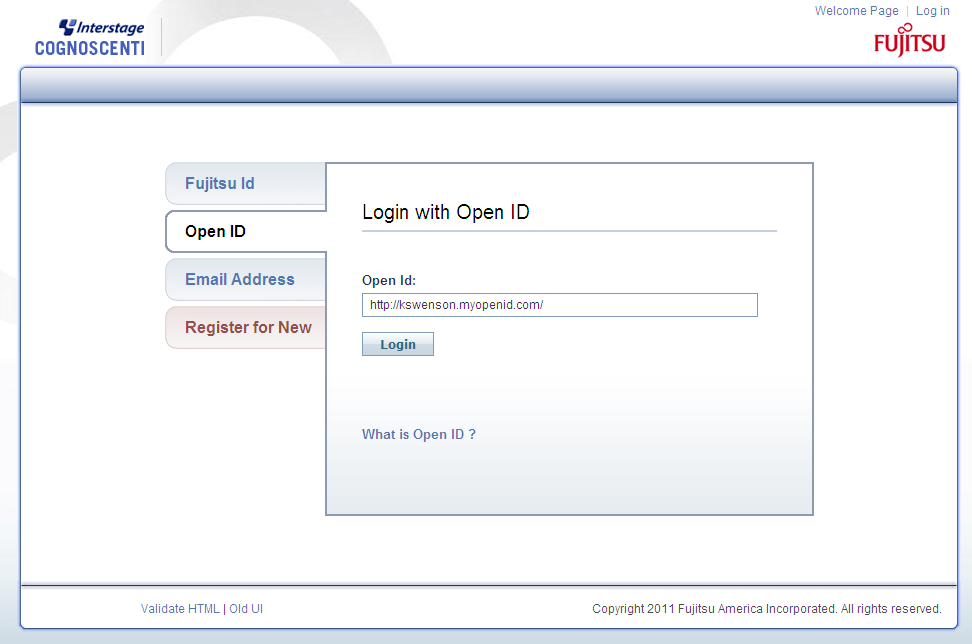 Welcome Page | Log in
Interstage
COGNOSCENTI
FUJITSU
Fujitsu Id
Open ID
Email Address
Register for New
Login with Open ID
Open Id:
http://kswenson.myopenid.com/
Login
What is Open ID ?
Validate HTML | Old UI
Copyright 2011 Fujitsu America Incorporated. All rights reserved.